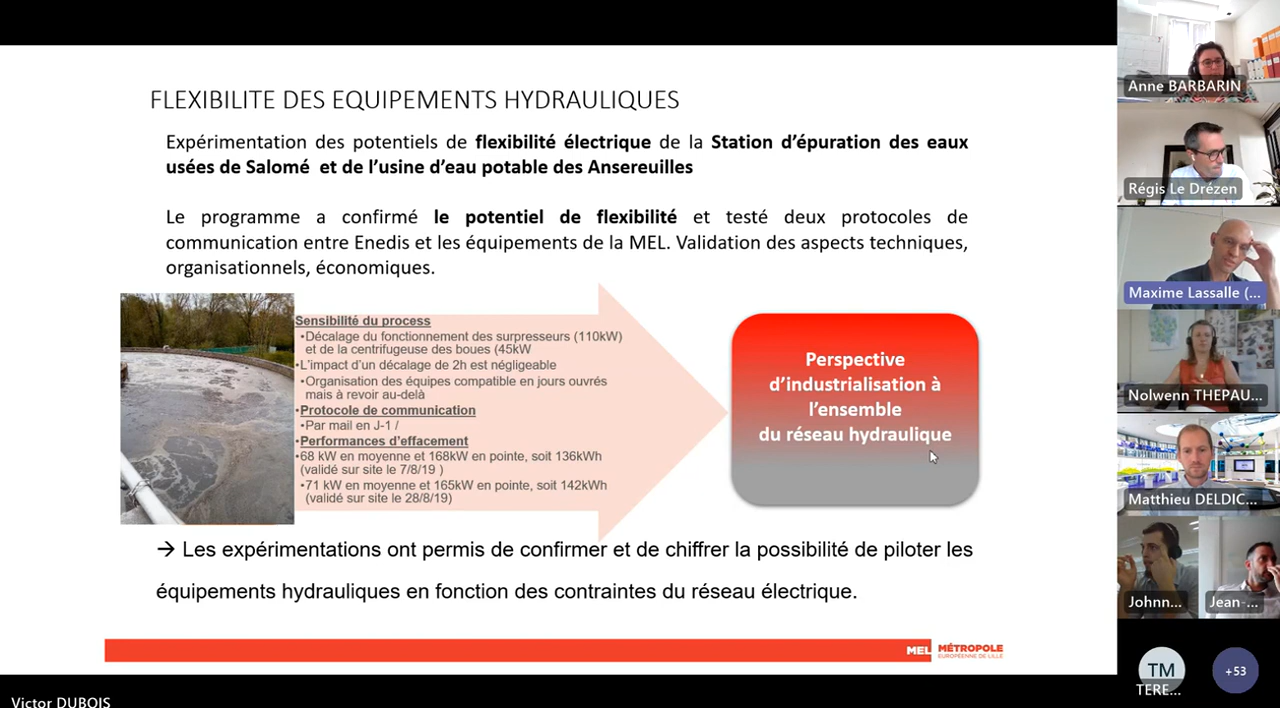 FLEXIBILITE DES EQUIPEMENTS HYDRAULIQUES
Expérimentation des potentiels de flexibilité électrique de la Station d’épuration des eaux
usées de Salomé et de l’usine d’eau potable des Ansereuilles
Le programme a confirmé le potentiel de flexibilité et testé deux protocoles de
communication entre Enedis et les équipements de la MEL. Validation des aspects techniques,
organisationnels, économiques.
Sensibilité du process
•Décalage du fonctionnement des surpresseurs (110kW)
et de la centrifugeuse des boues (45kW
•L'impact d’un décalage de 2h est négligeable
•Organisation des équipes compatible en jours ouvrés
mais à revoir au-delà
•Protocole de communication
•Par mail en J-1 /
•Performances d’effacement
•68 kW en moyenne et 168kW en pointe, soit 136kWh
(validé sur site le 7/8/19 )
•71 kW en moyenne et 165kW en pointe, soit 142kWh
(validé sur site le 28/8/19)
Perspective
d’industrialisation à
l’ensemble
du réseau hydraulique
→ Les expérimentations ont permis de confirmer et de chiffrer la possibilité de piloter les
équipements hydrauliques en fonction des contraintes du réseau électrique.
MEL MÉTROPOLE
EUROPÉENNE DE LILLE
Victor DUBOIS
Anne BARBARIN
Régis Le Drézen
Maxime Lassalle (...
Nolwenn THEPAU...
Matthieu DELDIC...
Johnn...
Jean-...
TM
TERE...
+53